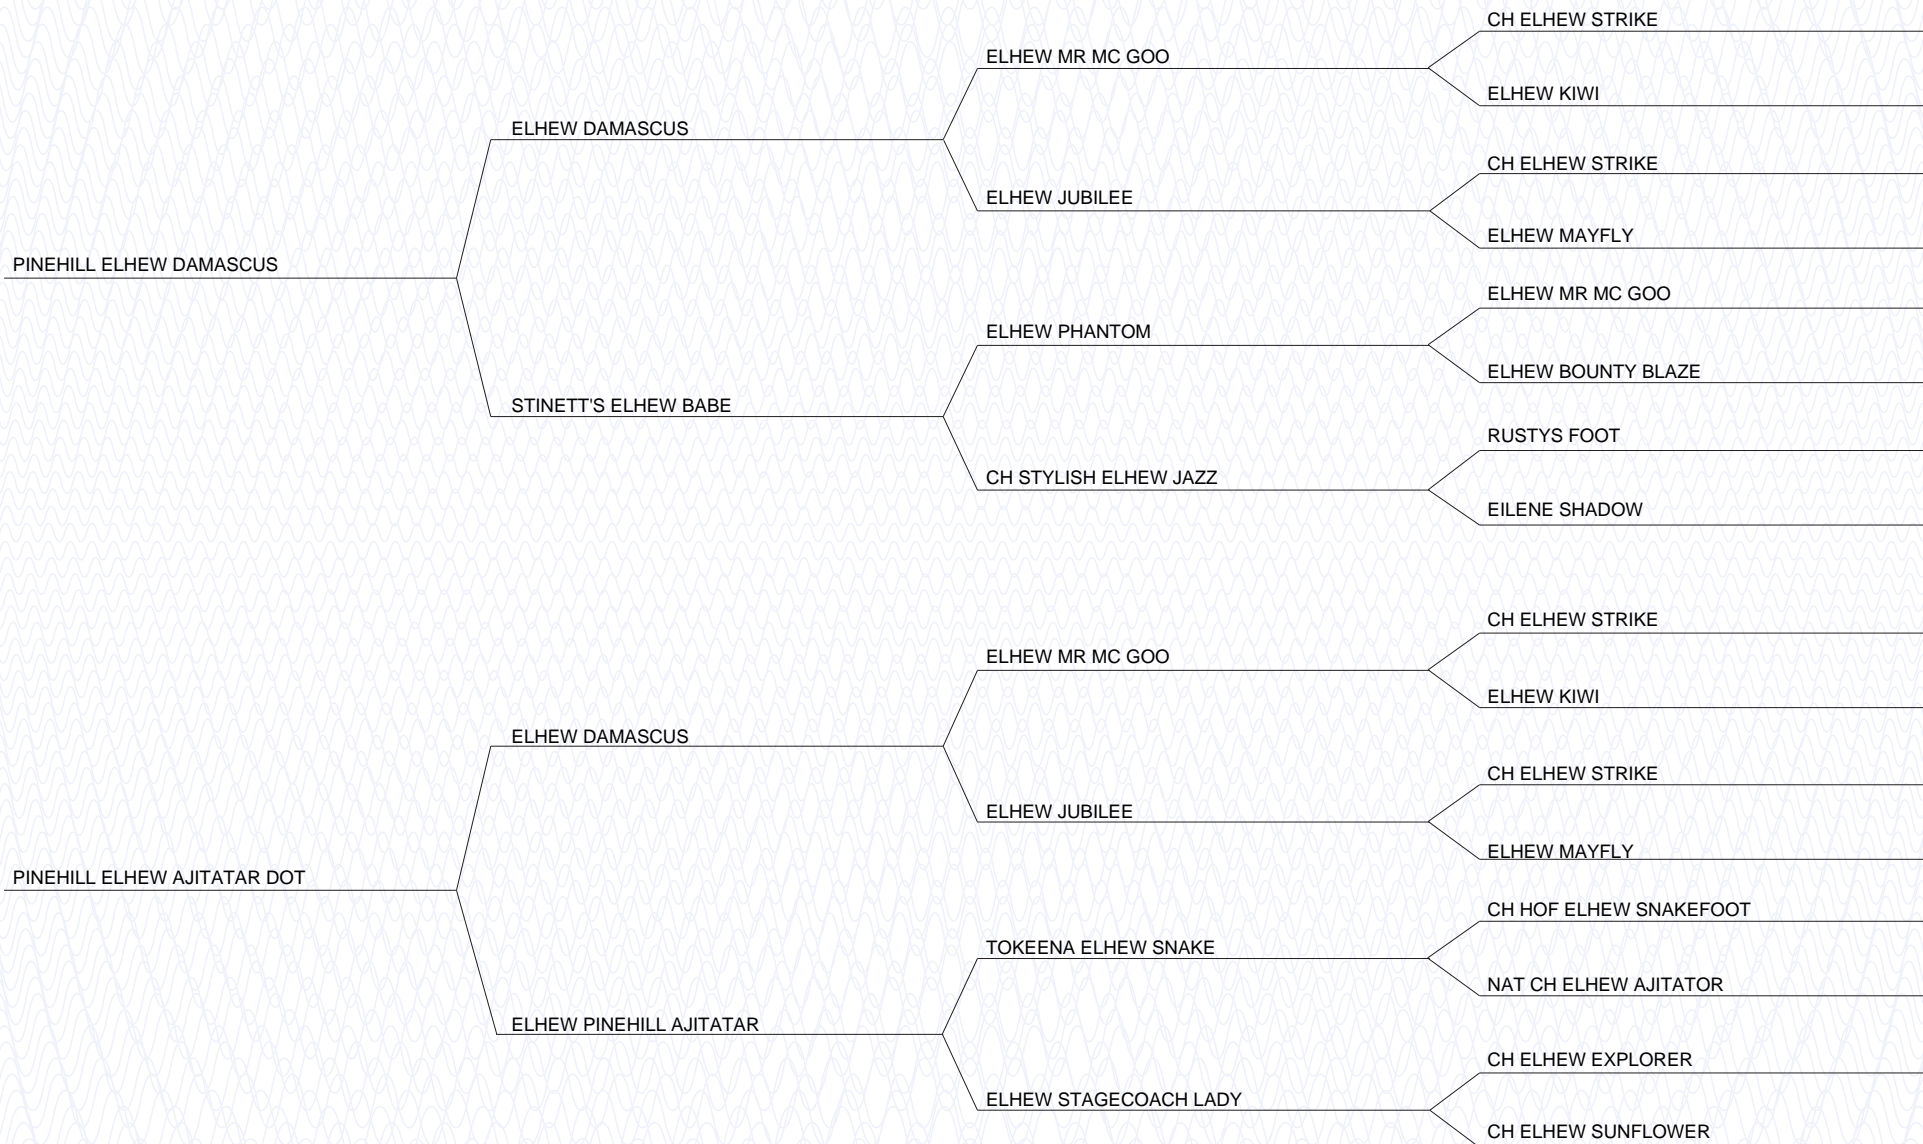 CH ELHEW STRIKE
ELHEW MR MC GOO
ELHEW KIWI
ELHEW DAMASCUS
CH ELHEW STRIKE
ELHEW JUBILEE
ELHEW MAYFLY
PINEHILL ELHEW DAMASCUS
ELHEW MR MC GOO
ELHEW PHANTOM
ELHEW BOUNTY BLAZE
STINETT'S ELHEW BABE
RUSTYS FOOT
CH STYLISH ELHEW JAZZ
EILENE SHADOW
CH ELHEW STRIKE
ELHEW MR MC GOO
ELHEW KIWI
ELHEW DAMASCUS
CH ELHEW STRIKE
ELHEW JUBILEE
ELHEW MAYFLY
PINEHILL ELHEW AJITATAR DOT
CH HOF ELHEW SNAKEFOOT
TOKEENA ELHEW SNAKE
NAT CH ELHEW AJITATOR
ELHEW PINEHILL AJITATAR
CH ELHEW EXPLORER
ELHEW STAGECOACH LADY
CH ELHEW SUNFLOWER